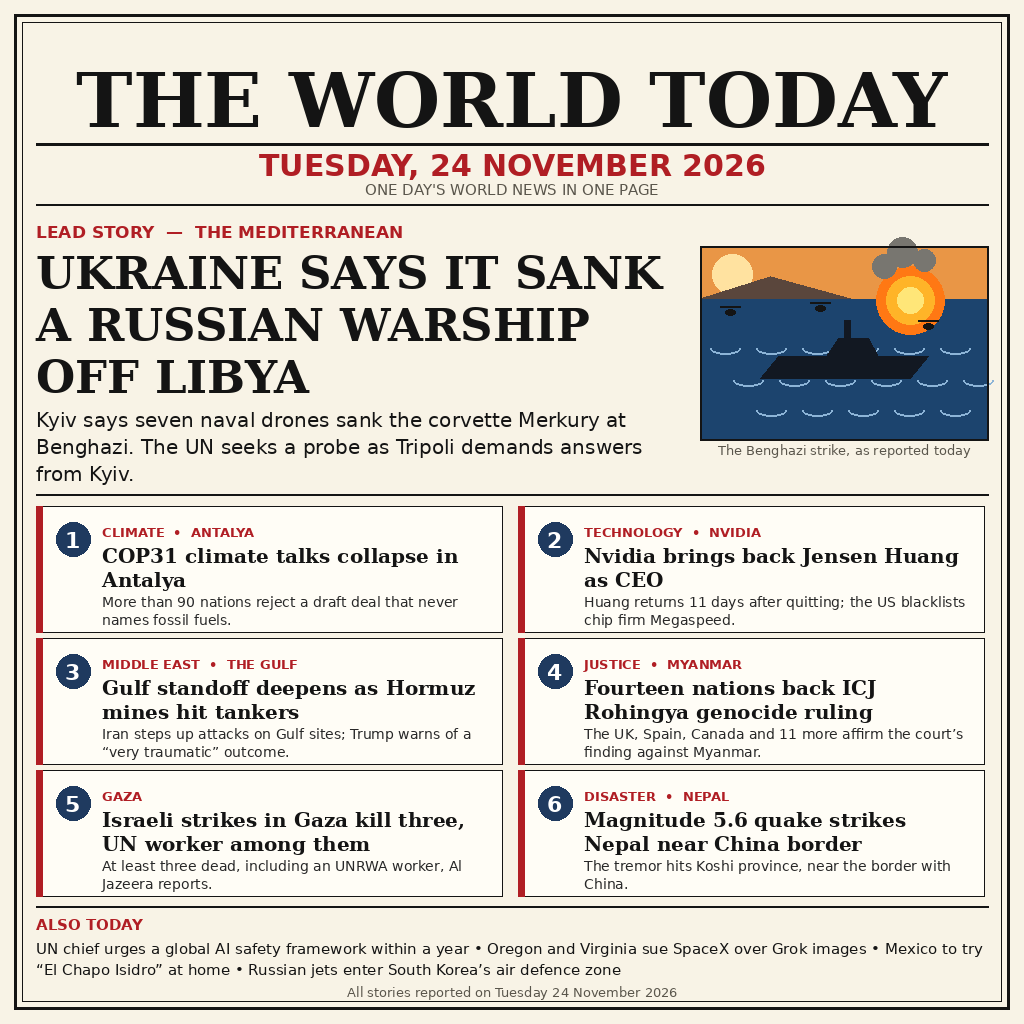 THE WORLD TODAY
TUESDAY, 24 NOVEMBER 2026
ONE DAY'S WORLD NEWS IN ONE PAGE
LEAD STORY — THE MEDITERRANEAN
UKRAINE SAYS IT SANK
A RUSSIAN WARSHIP
OFF LIBYA
Kyiv says seven naval drones sank the corvette Merkury at
Benghazi. The UN seeks a probe as Tripoli demands answers
from Kyiv.
The Benghazi strike, as reported today
1
CLIMATE • ANTALYA
COP31 climate talks collapse in
Antalya
More than 90 nations reject a draft deal that never
names fossil fuels.
2
TECHNOLOGY • NVIDIA
Nvidia brings back Jensen Huang
as CEO
Huang returns 11 days after quitting; the US blacklists
chip firm Megaspeed.
3
MIDDLE EAST • THE GULF
Gulf standoff deepens as Hormuz
mines hit tankers
Iran steps up attacks on Gulf sites; Trump warns of a
“very traumatic” outcome.
4
JUSTICE • MYANMAR
Fourteen nations back ICJ
Rohingya genocide ruling
The UK, Spain, Canada and 11 more affirm the court’s
finding against Myanmar.
5
GAZA
Israeli strikes in Gaza kill three,
UN worker among them
At least three dead, including an UNRWA worker, Al
Jazeera reports.
6
DISASTER • NEPAL
Magnitude 5.6 quake strikes
Nepal near China border
The tremor hits Koshi province, near the border with
China.
ALSO TODAY
UN chief urges a global AI safety framework within a year • Oregon and Virginia sue SpaceX over Grok images • Mexico to try
“El Chapo Isidro” at home • Russian jets enter South Korea’s air defence zone
All stories reported on Tuesday 24 November 2026